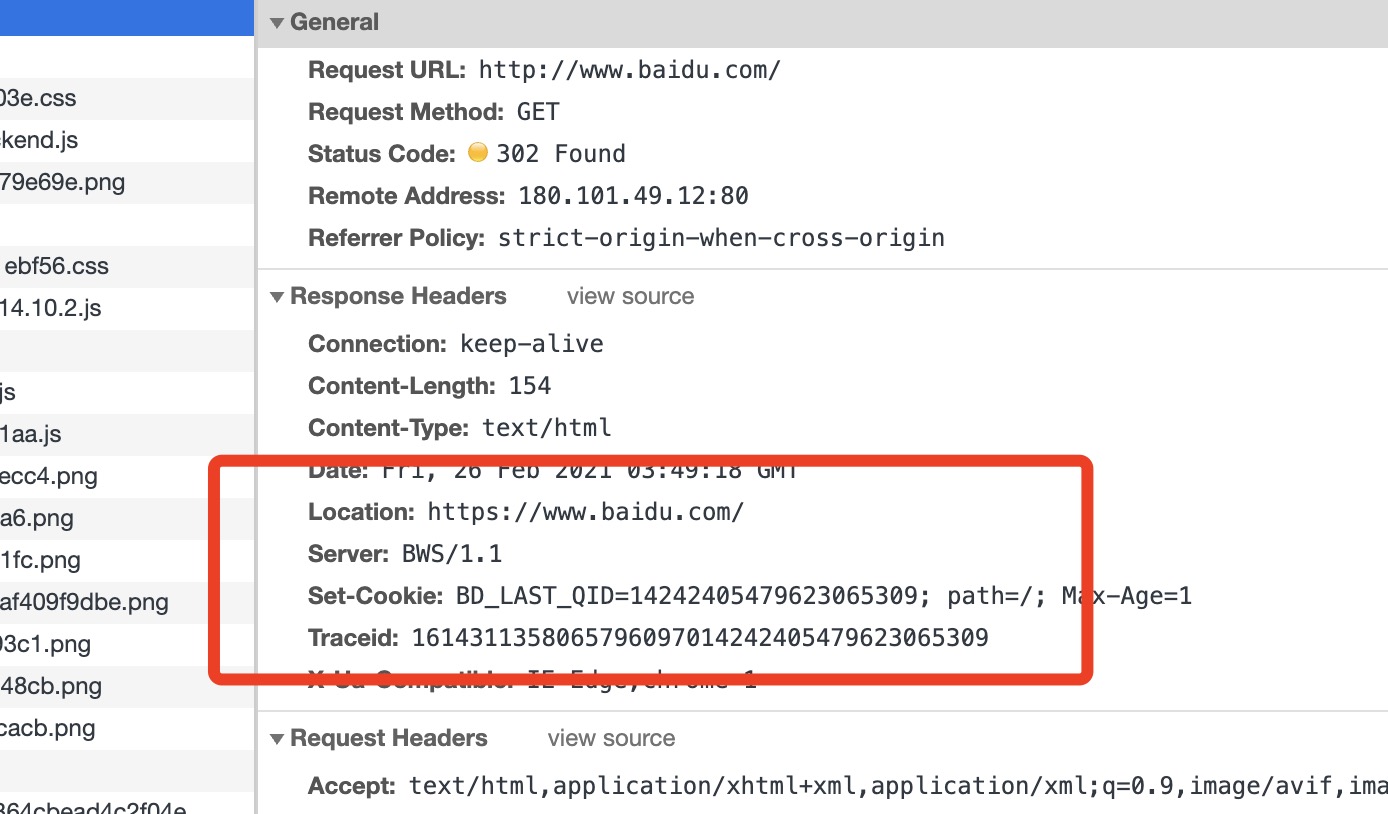 General
Request URL: http://www.baidu.com/
03e.css
Request Method: GET
kend.js
Status Code: 302 Found
79e69e.png
Remote Address: 180.101.49.12:80
Referrer Policy: strict-origin-when-cross-origin
ebf56.css
Response Headers view source
14.10.2.js
Connection: keep-alive
js
Content-Length: 154
1aa.js
Content-Type: text/html
ecc4.png
Date: Fri, 26 Feb 2021 03:49:18 GMT
a6.png
Location: https://www.baidu.com/
1fc.png
Server: BWS/1.1
af409f9dbe.png
Set-Cookie: BD_LAST_QID=14242405479623065309; path=/; Max-Age=1
93c1.png
Traceid: 1614311358065796097014242405479623065309
48cb.png
X-Ua-Compatible: IE=Edge,chrome=1
cacb.png
Request Headers view source
Accept: text/html,application/xhtml+xml,application/xml;q=0.9,image/avif,ima
364cbead4c2f04e